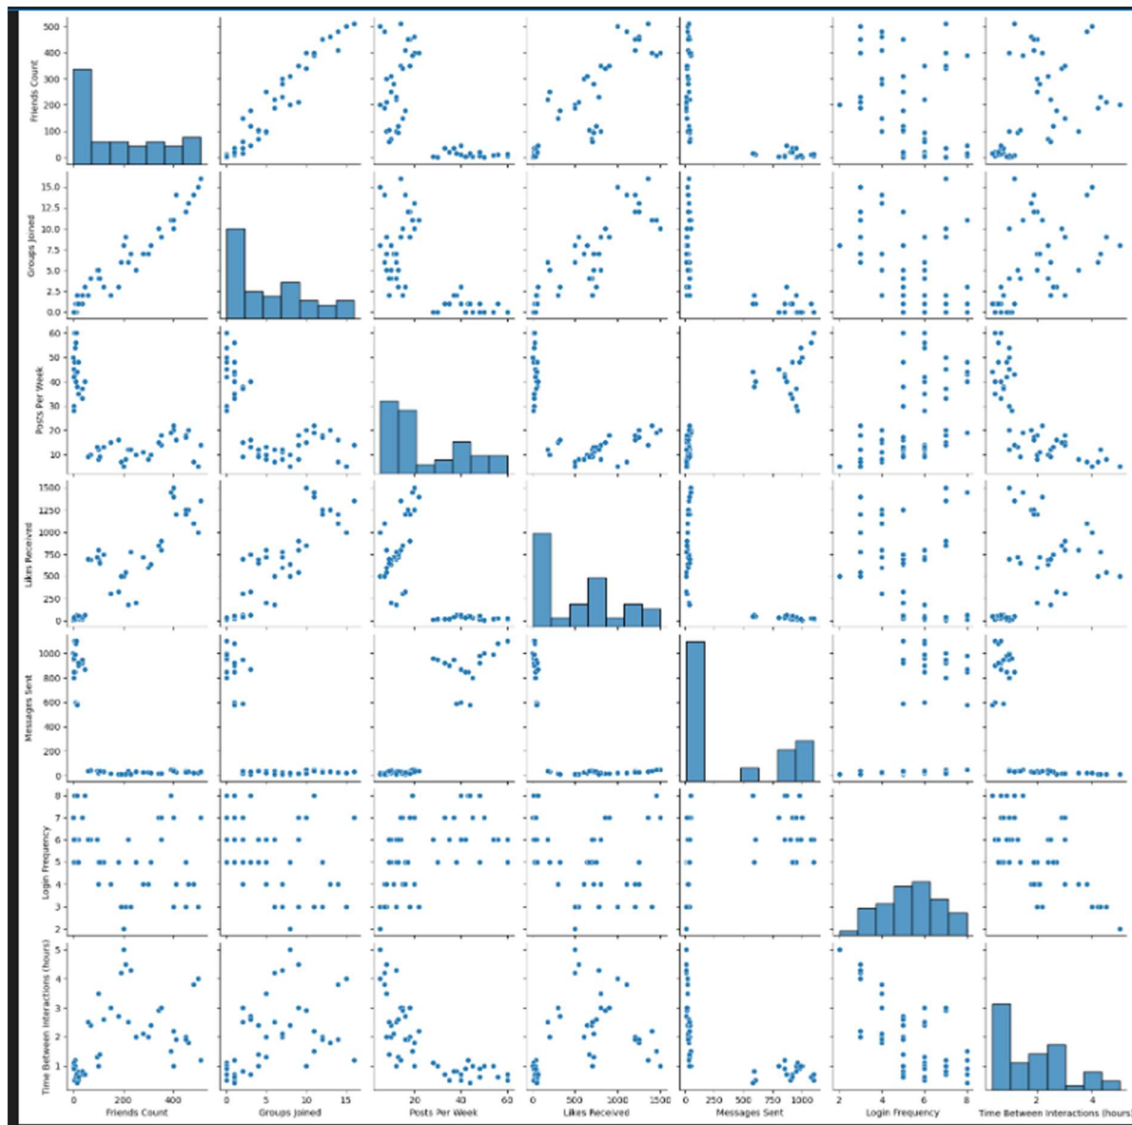 Friends Count
500
400
300
200
100
0
Groups Joined
15.0
12.5
10.0
7.5
5.0
2.5
0.0
Posts Per Week
60
50
40
30
20
10
Likes Received
1500
1250
1000
750
500
250
0
Messages Sent
1000
800
600
400
200
0
Login Frequency
8
7
6
5
4
3
2
Time Between Interactions (hours)
5
4
3
2
1
0 200 400
0 5 10 15
20 40 60
0 500 1000 1500
0 250 500 750 1000
2 4 6 8
2 4
Friends Count
Groups Joined
Posts Per Week
Likes Received
Messages Sent
Login Frequency
Time Between Interactions (hours)